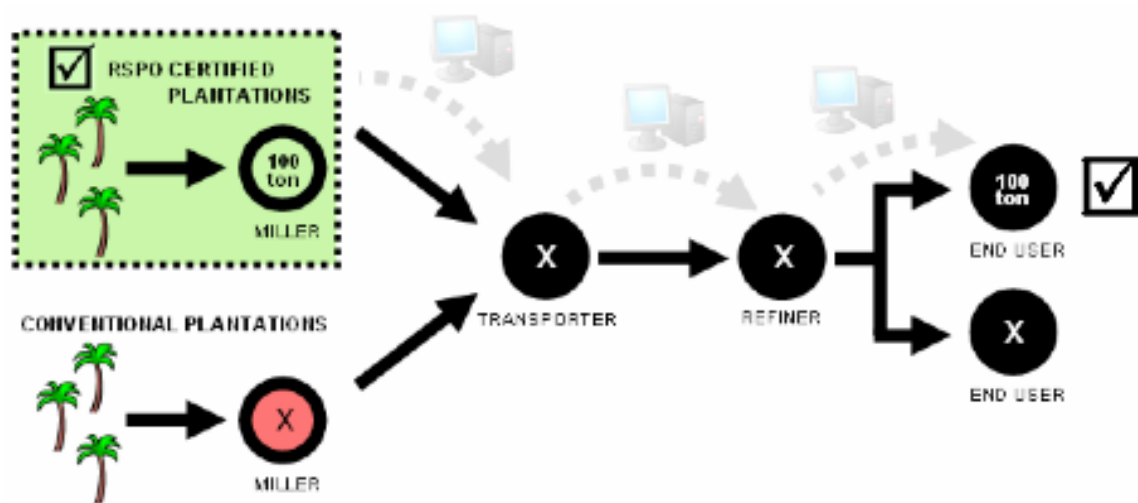 RSPO CERTIFIED
PLANTATIONS
100
ton
MILLER
CONVENTIONAL PLANTATIONS
X
MILLER
X
TRANSPORTER
X
REFINER
100
ton
END USER
X
END USER